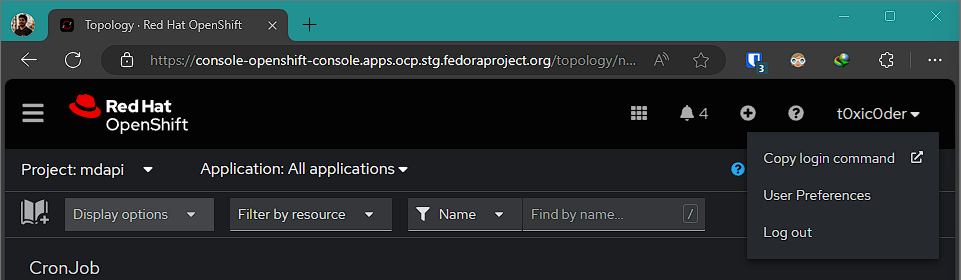 Topology · Red Hat OpenShift
https://console-openshift-console.apps.ocp.stg.fedoraproject.org/topology/n...
3
Red Hat
OpenShift
4
t0xic0der
Copy login command
User Preferences
Log out
Project: mdapi
Application: All applications
Display options
Filter by resource
Name
Find by name...
/
CronJob